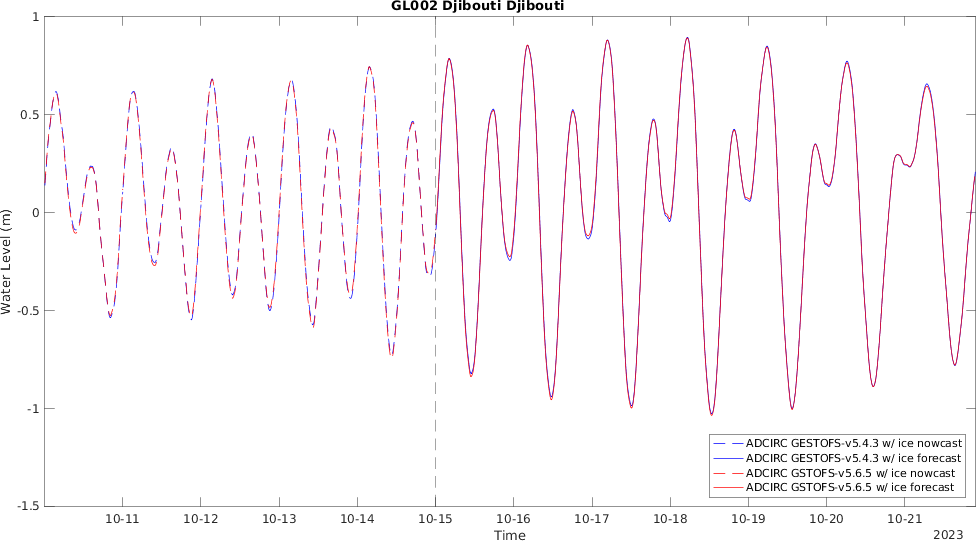 GL002 Djibouti Djibouti
1
0.5
0
-0.5
-1
-1.5
Water Level (m)
10-11 10-12 10-13 10-14 10-15 10-16 10-17 10-18 10-19 10-20 10-21
Time
2023
ADCIRC GESTOFS-v5.4.3 w/ ice nowcast
ADCIRC GESTOFS-v5.4.3 w/ ice forecast
ADCIRC GSTOFS-v5.6.5 w/ ice nowcast
ADCIRC GSTOFS-v5.6.5 w/ ice forecast